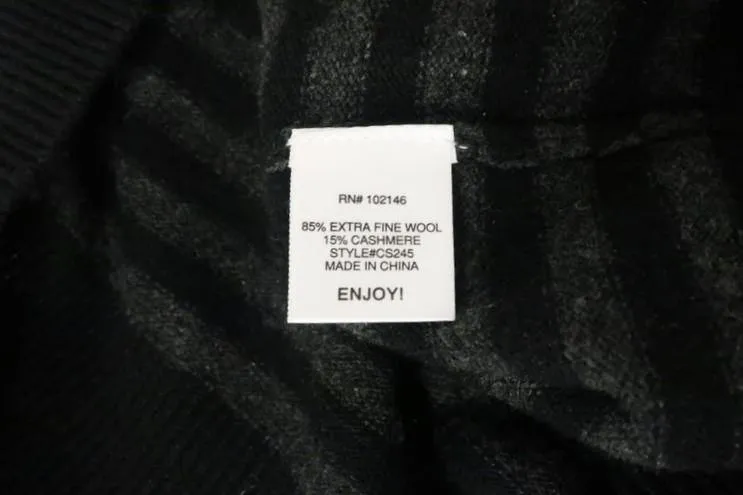 RN# 102146
85% EXTRA FINE WOOL
15% CASHMERE
STYLE#CS245
MADE IN CHINA
ENJOY!